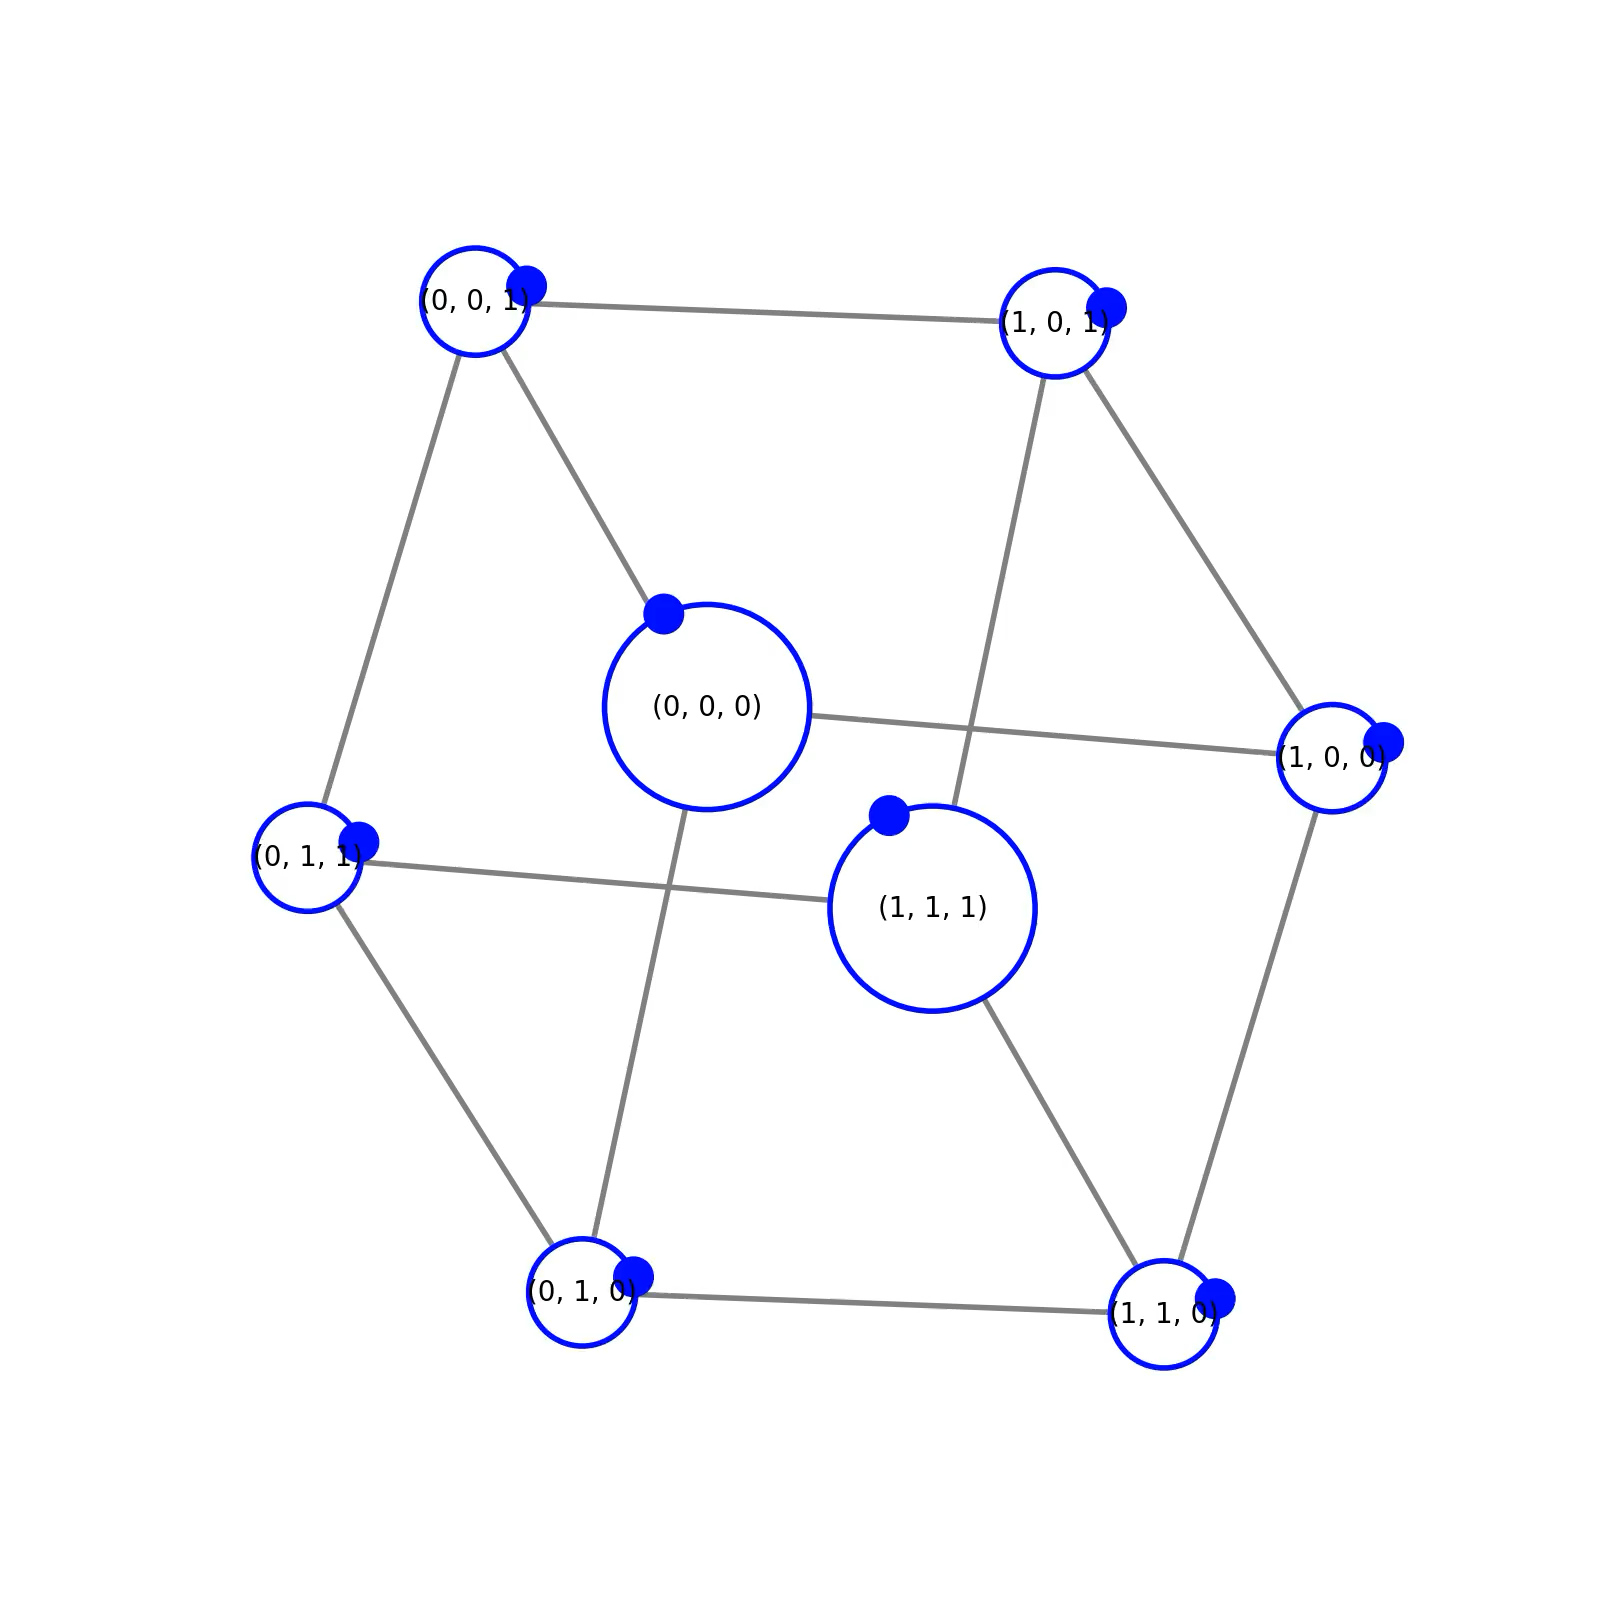 (0, 0, 1)
(1, 0, 1)
(0, 0, 0)
(1, 0, 0)
(0, 1, 1)
(1, 1, 1)
(0, 1, 0)
(1, 1, 0)